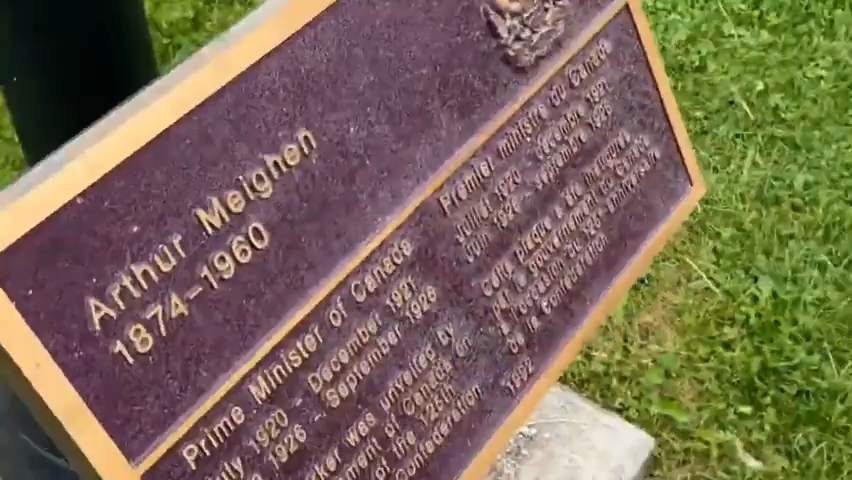 Arthur Meighen
1874-1960
Prime Minister of Canada
July 1920 December 1921
1926 September 1926
was unveiled by
of Canada on
of the 125th
Confederation
Premier ministre du Canada
juillet 1920 décembre 1921
juin 1926 septembre 1926
Cette plaque a été inaugurée
par le gouvernement du Canada
à l'occasion du 125e anniversaire
de la Confédération
1992